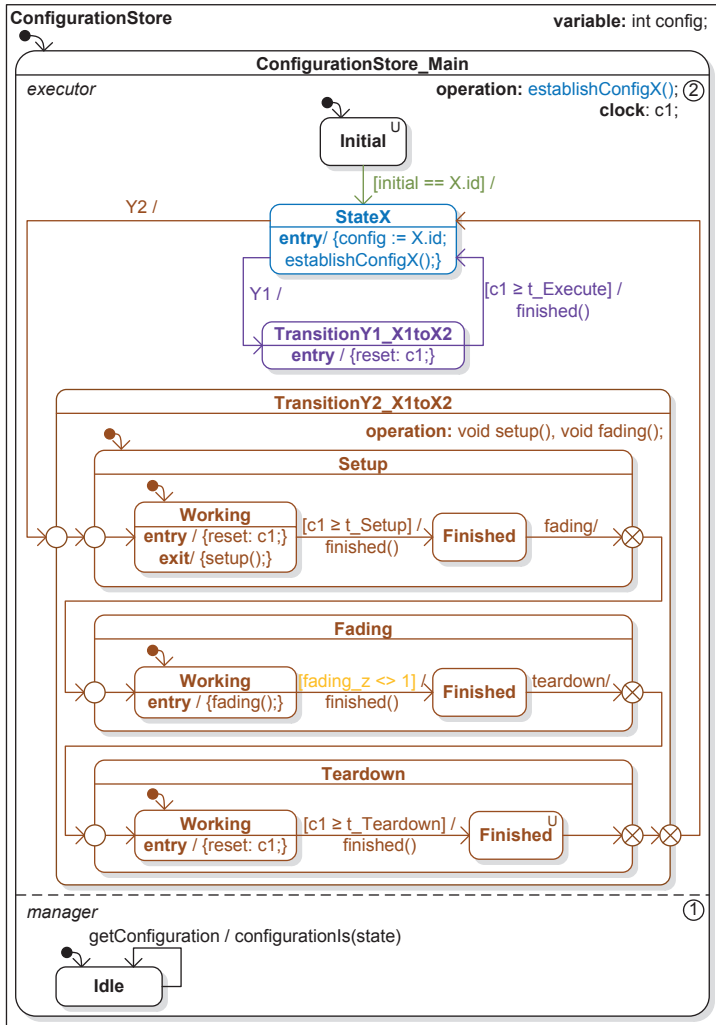 ConfigurationStore
variable: int config;
ConfigurationStore_Main
executor
operation: establishConfigX(); 2
clock: c1;
U
Initial
[initial == X.id] /
Y2 /
StateX
entry/ {config := X.id;
establishConfigX();}
Y1 /
[c1 ≥ t_Execute] /
finished()
TransitionY1_X1toX2
entry / {reset: c1;}
TransitionY2_X1toX2
operation: void setup(), void fading();
Setup
Working
entry / {reset: c1;}
exit/ {setup();}
[c1 ≥ t_Setup] /
finished()
Finished
fading/
Fading
Working
entry / {fading();}
[fading_z <> 1] /
finished()
Finished
teardown/
Teardown
Working
entry / {reset: c1;}
[c1 ≥ t_Teardown] /
finished()
U
Finished
manager
1
getConfiguration / configurationIs(state)
Idle